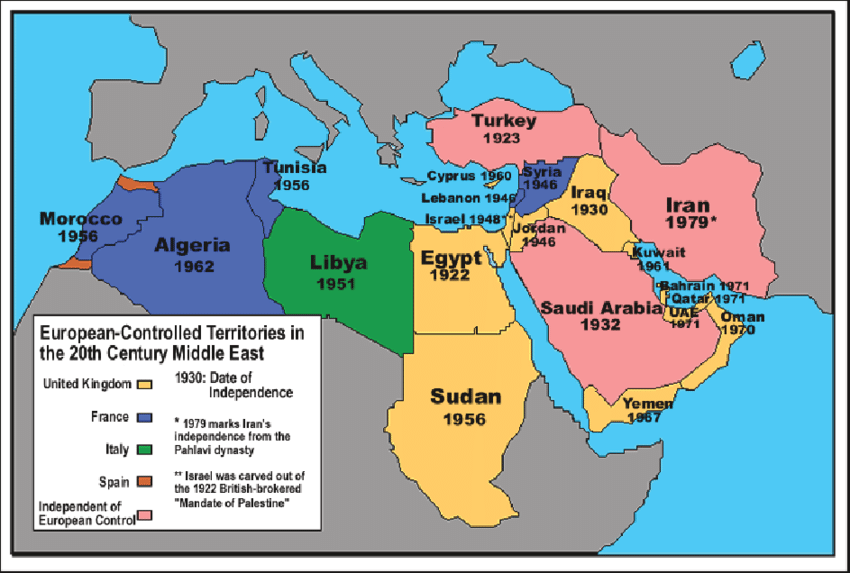 Turkey
1923
Tunisia
1956
Cyprus 1960
Syria
1946
Lebanon 1946
Iraq
1930
Iran
1979*
Morocco
1956
Algeria
1962
Israel 1948*
Jordan
1946
Libya
1951
Egypt
1922
Kuwait
1961
Bahrain 1971
Qatar 1971
UAE
1971
Oman
1970
Saudi Arabia
1932
Sudan
1956
Yemen
1967
European-Controlled Territories in
the 20th Century Middle East
United Kingdom
France
Italy
Spain
Independent of
European Control
1930: Date of
Independence
* 1979 marks Iran's
independence from the
Pahlavi dynasty
** Israel was carved out of
the 1922 British-brokered
"Mandate of Palestine"